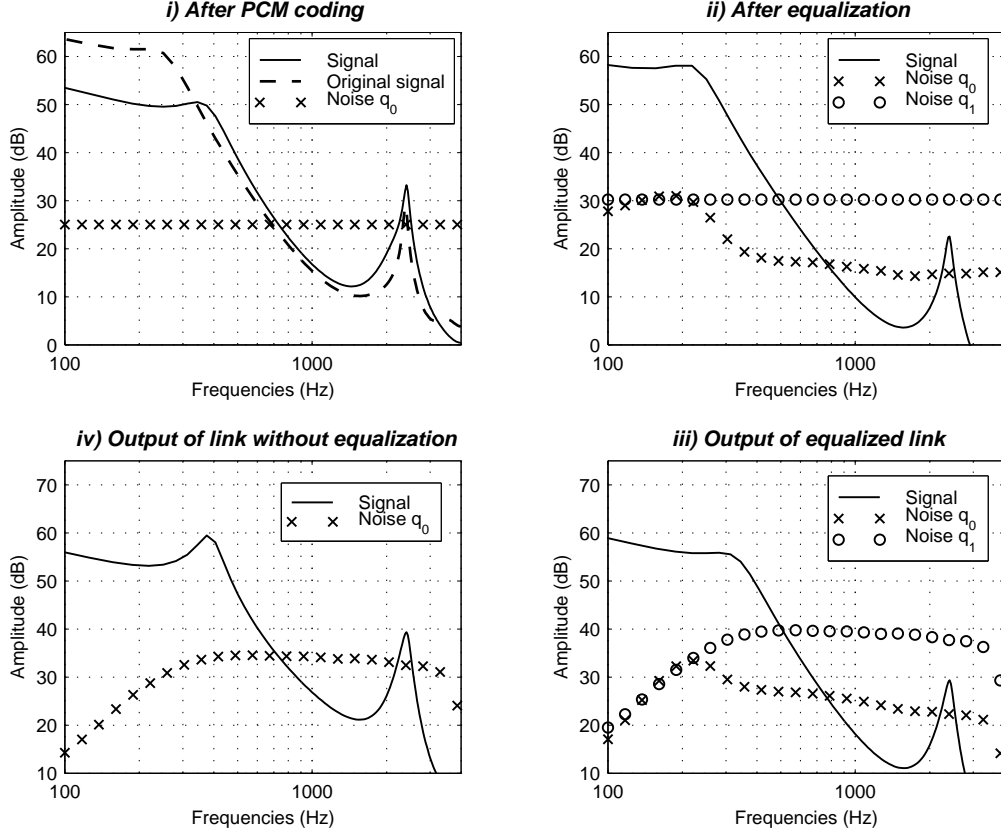 i) After PCM coding
60
50
40
30
20
10
0
Amplitude (dB)
Signal
Original signal
Noise q0
100
1000
Frequencies (Hz)
ii) After equalization
60
50
40
30
20
10
0
Amplitude (dB)
Signal
Noise q0
Noise q1
100
1000
Frequencies (Hz)
iv) Output of link without equalization
70
60
50
40
30
20
10
Amplitude (dB)
Signal
Noise q0
100
1000
Frequencies (Hz)
iii) Output of equalized link
70
60
50
40
30
20
10
Amplitude (dB)
Signal
Noise q0
Noise q1
100
1000
Frequencies (Hz)